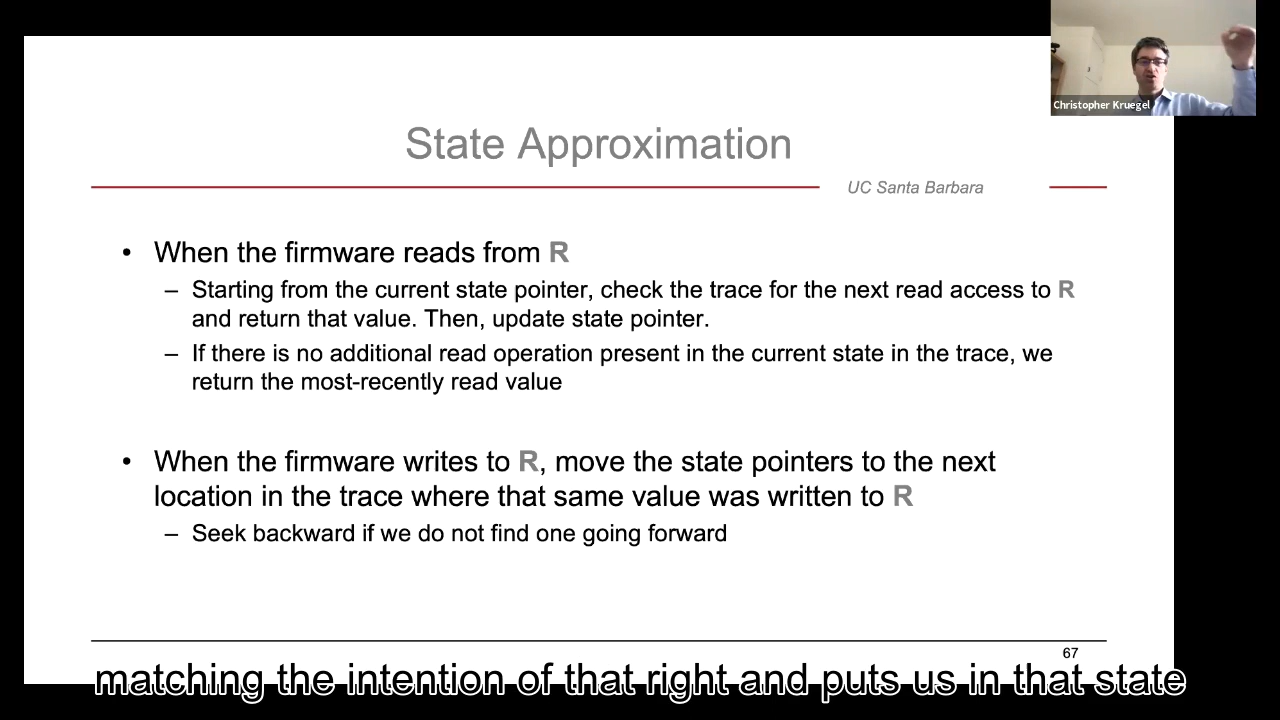 Christopher Kruegel
State Approximation
UC Santa Barbara
• When the firmware reads from R
– Starting from the current state pointer, check the trace for the next read access to R
and return that value. Then, update state pointer.
– If there is no additional read operation present in the current state in the trace, we
return the most-recently read value
• When the firmware writes to R, move the state pointers to the next
location in the trace where that same value was written to R
– Seek backward if we do not find one going forward
67
matching the intention of that right and puts us in that state